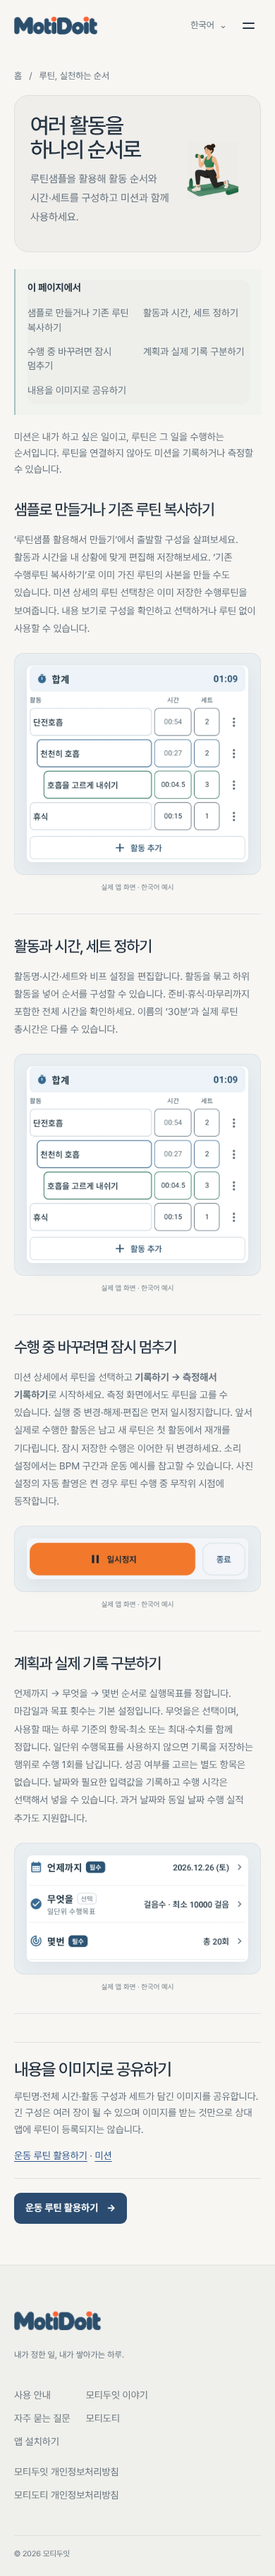 MotiDoit
한국어
홈 / 루틴, 실천하는 순서
여러 활동을
하나의 순서로
루틴샘플을 활용해 활동 순서와
시간·세트를 구성하고 미션과 함께
사용하세요.
이 페이지에서
샘플로 만들거나 기존 루틴
복사하기
활동과 시간, 세트 정하기
수행 중 바꾸려면 잠시
멈추기
계획과 실제 기록 구분하기
내용을 이미지로 공유하기
미션은 내가 하고 싶은 일이고, 루틴은 그 일을 수행하는
순서입니다. 루틴을 연결하지 않아도 미션을 기록하거나 측정할
수 있습니다.
샘플로 만들거나 기존 루틴 복사하기
‘루틴샘플 활용해서 만들기’에서 출발할 구성을 살펴보세요.
활동과 시간을 내 상황에 맞게 편집해 저장해보세요. ‘기존
수행루틴 복사하기’로 이미 가진 루틴의 사본을 만들 수도
있습니다. 미션 상세의 루틴 선택창은 이미 저장한 수행루틴을
보여줍니다. 내용 보기로 구성을 확인하고 선택하거나 루틴 없이
사용할 수 있습니다.
합계 01:09
활동 시간 세트
단전호흡 00:54 2
천천히 호흡 00:27 2
호흡을 고르게 내쉬기 00:04.5 3
휴식 00:15 1
+ 활동 추가
실제 앱 화면 · 한국어 예시
활동과 시간, 세트 정하기
활동명·시간·세트와 비프 설정을 편집합니다. 활동을 묶고 하위
활동을 넣어 순서를 구성할 수 있습니다. 준비·휴식·마무리까지
포함한 전체 시간을 확인하세요. 이름의 ‘30분’과 실제 루틴
총시간은 다를 수 있습니다.
합계 01:09
활동 시간 세트
단전호흡 00:54 2
천천히 호흡 00:27 2
호흡을 고르게 내쉬기 00:04.5 3
휴식 00:15 1
+ 활동 추가
실제 앱 화면 · 한국어 예시
수행 중 바꾸려면 잠시 멈추기
미션 상세에서 루틴을 선택하고 기록하기 → 측정해서
기록하기로 시작하세요. 측정 화면에서도 루틴을 고를 수
있습니다. 실행 중 변경·해제·편집은 먼저 일시정지합니다. 앞서
실제로 수행한 활동은 남고 새 루틴은 첫 활동에서 재개를
기다립니다. 잠시 저장한 수행은 이어한 뒤 변경하세요. 소리
설정에서는 BPM 구간과 운동 예시를 참고할 수 있습니다. 사진
설정의 자동 촬영은 켠 경우 루틴 수행 중 무작위 시점에
동작합니다.
일시정지
종료
실제 앱 화면 · 한국어 예시
계획과 실제 기록 구분하기
언제까지 → 무엇을 → 몇번 순서로 실행목표를 정합니다.
마감일과 목표 횟수는 기본 설정입니다. 무엇을은 선택이며,
사용할 때는 하루 기준의 항목·최소 또는 최대·수치를 함께
정합니다. 일단위 수행목표를 사용하지 않으면 기록을 저장하는
행위로 수행 1회를 남깁니다. 성공 여부를 고르는 별도 항목은
없습니다. 날짜와 필요한 입력값을 기록하고 수행 시각은
선택해서 넣을 수 있습니다. 과거 날짜와 동일 날짜 수행 실적
추가도 지원합니다.
언제까지 필수 2026.12.26 (토)
무엇을 선택
일단위 수행목표
걸음수 · 최소 10000 걸음
몇번 필수 총 20회
실제 앱 화면 · 한국어 예시
내용을 이미지로 공유하기
루틴명·전체 시간·활동 구성과 세트가 담긴 이미지를 공유합니다.
긴 구성은 여러 장이 될 수 있으며 이미지를 받는 것만으로 상대
앱에 루틴이 등록되지는 않습니다.
운동 루틴 활용하기 · 미션
운동 루틴 활용하기 →
MotiDoit
내가 정한 일, 내가 쌓아가는 하루.
사용 안내 모티두잇 이야기
자주 묻는 질문 모티도티
앱 설치하기
모티두잇 개인정보처리방침
모티도티 개인정보처리방침
© 2026 모티두잇